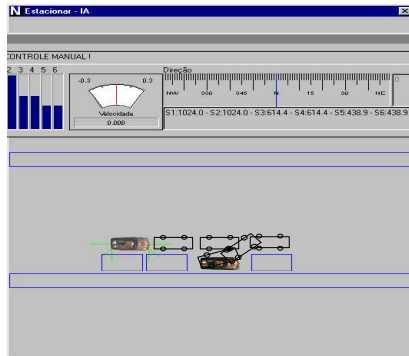 Estacionar - IA
CONTROLE MANUAL !
2 3 4 5 6
Direção
-0.3 0.3
NW 330 345 N 15 30 NE
Velocidade
0.000
S1:1024.0 - S2:1024.0 - S3:614.4 - S4:614.4 - S5:438.9 - S6:438.9